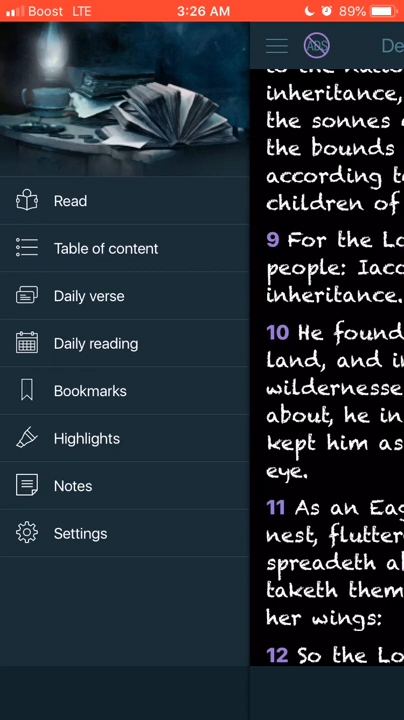 Boost LTE 3:26 AM 89%
ADS De
Read
Table of content
Daily verse
Daily reading
Bookmarks
Highlights
Notes
Settings
inheritance,
the sonnes
the bounds
according to
children of
9 For the Lo
people: Iaco
inheritance.
10 He found
land, and i
wildernesse
about, he in
kept him as
eye.
11 As an Eag
nest, flutter
spreadeth a
taketh them
her wings:
12 So the Lo